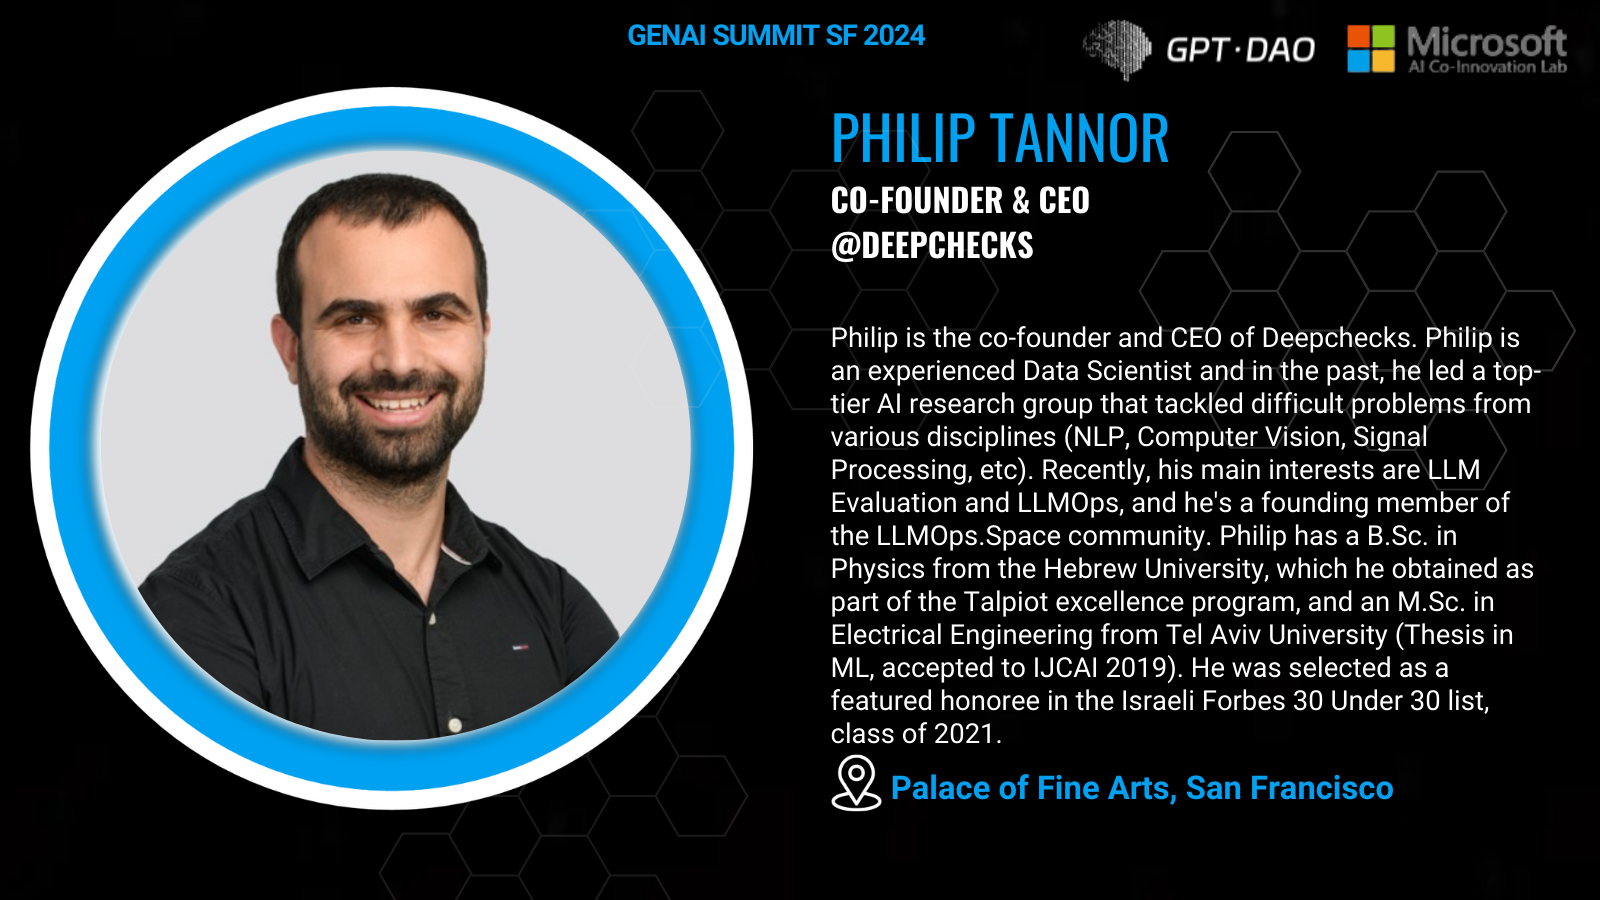 GENAI SUMMIT SF 2024
GPT·DAO
Microsoft
AI Co-Innovation Lab
PHILIP TANNOR
CO-FOUNDER & CEO
@DEEPCHECKS
Philip is the co-founder and CEO of Deepchecks. Philip is
an experienced Data Scientist and in the past, he led a top-
tier AI research group that tackled difficult problems from
various disciplines (NLP, Computer Vision, Signal
Processing, etc). Recently, his main interests are LLM
Evaluation and LLMOps, and he's a founding member of
the LLMOps.Space community. Philip has a B.Sc. in
Physics from the Hebrew University, which he obtained as
part of the Talpiot excellence program, and an M.Sc. in
Electrical Engineering from Tel Aviv University (Thesis in
ML, accepted to IJCAI 2019). He was selected as a
featured honoree in the Israeli Forbes 30 Under 30 list,
class of 2021.
Palace of Fine Arts, San Francisco